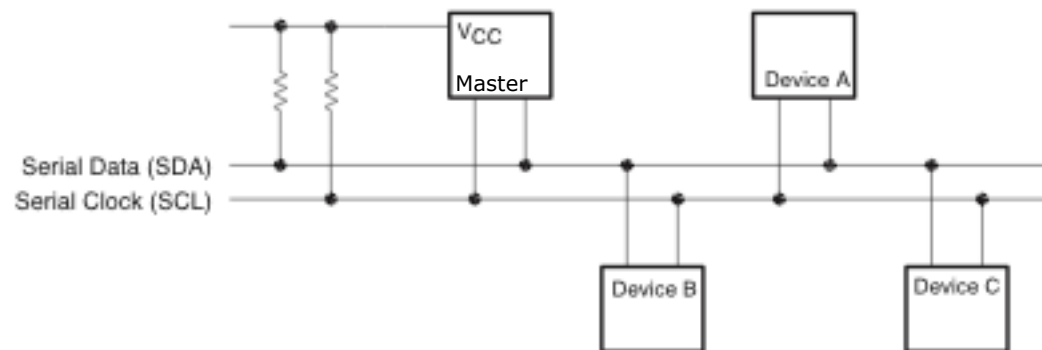 VCC
Master
Device A
Serial Data (SDA)
Serial Clock (SCL)
Device B
Device C